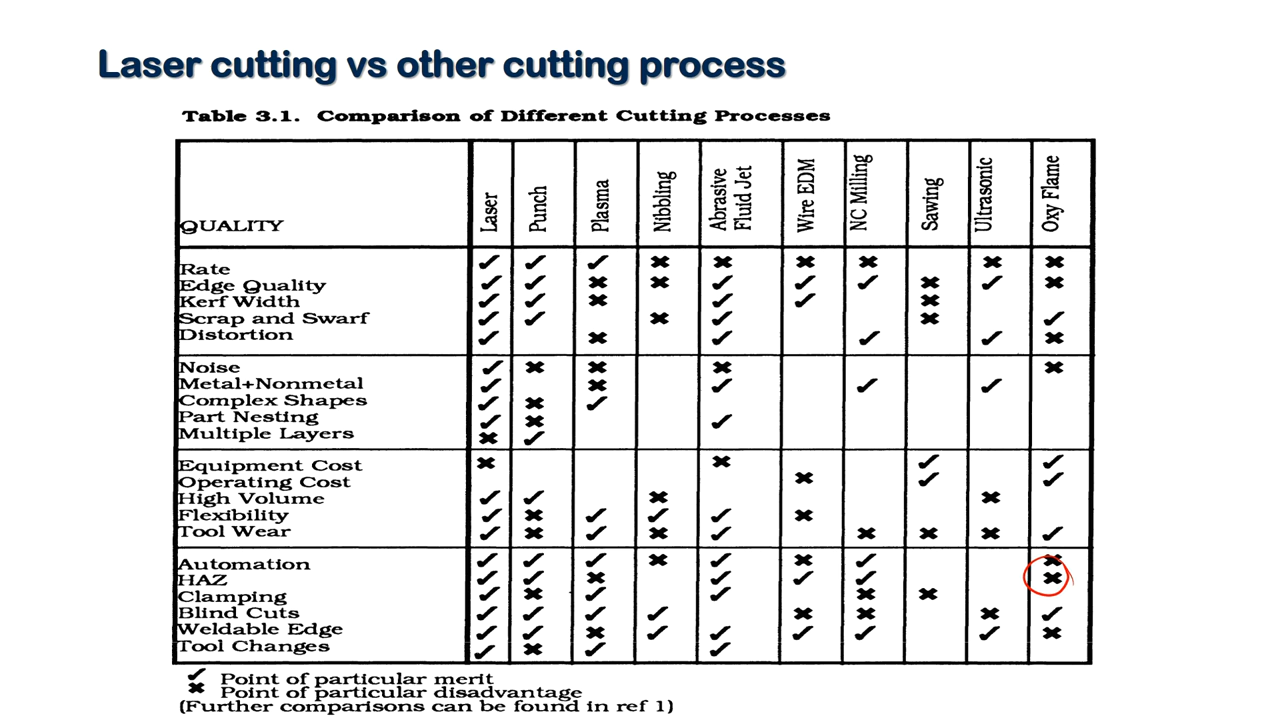 Laser cutting vs other cutting process
Table 3.1. Comparison of Different Cutting Processes
QUALITY Laser Punch Plasma Nibbling Abrasive Fluid Jet Wire EDM NC Milling Sawing Ultrasonic Oxy Flame
Rate ✓ ✓ ✓ ✖ ✖ ✖ ✖ ✖ ✖
Edge Quality ✓ ✓ ✖ ✖ ✓ ✓ ✓ ✖ ✓ ✖
Kerf Width ✓ ✓ ✖ ✓ ✓ ✖
Scrap and Swarf ✓ ✓ ✖ ✓ ✖ ✓
Distortion ✓ ✖ ✓ ✓ ✓ ✖
Noise ✓ ✖ ✖ ✖ ✖
Metal+Nonmetal ✓ ✖ ✓ ✓ ✓
Complex Shapes ✓ ✖ ✓
Part Nesting ✓ ✖ ✓
Multiple Layers ✖ ✓
Equipment Cost ✖ ✖ ✓ ✓
Operating Cost ✖ ✓ ✓
High Volume ✓ ✓ ✖ ✖
Flexibility ✓ ✖ ✓ ✓ ✓ ✖
Tool Wear ✓ ✖ ✓ ✖ ✓ ✖ ✖ ✖ ✓
Automation ✓ ✓ ✓ ✖ ✓ ✖ ✓ ✖
HAZ ✓ ✓ ✖ ✓ ✓ ✓ ✖
Clamping ✓ ✖ ✓ ✓ ✖ ✖
Blind Cuts ✓ ✓ ✓ ✓ ✖ ✖ ✖ ✓
Weldable Edge ✓ ✓ ✖ ✓ ✓ ✓ ✓ ✓ ✖
Tool Changes ✓ ✖ ✓ ✓
✓ Point of particular merit
✖ Point of particular disadvantage
(Further comparisons can be found in ref 1)